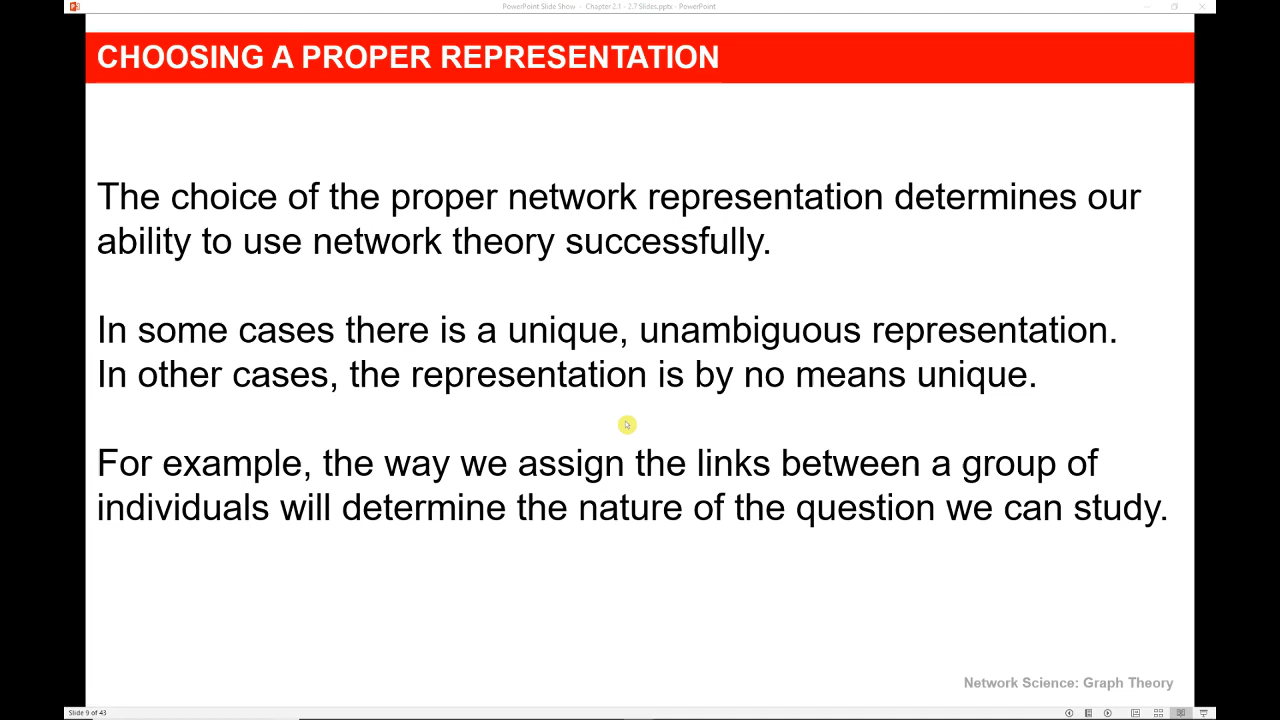 PowerPoint Slide Show - Chapter 2.1 - 2.7 Slides.pptx - PowerPoint
CHOOSING A PROPER REPRESENTATION
The choice of the proper network representation determines our
ability to use network theory successfully.
In some cases there is a unique, unambiguous representation.
In other cases, the representation is by no means unique.
For example, the way we assign the links between a group of
individuals will determine the nature of the question we can study.
Network Science: Graph Theory
Slide 9 of 43